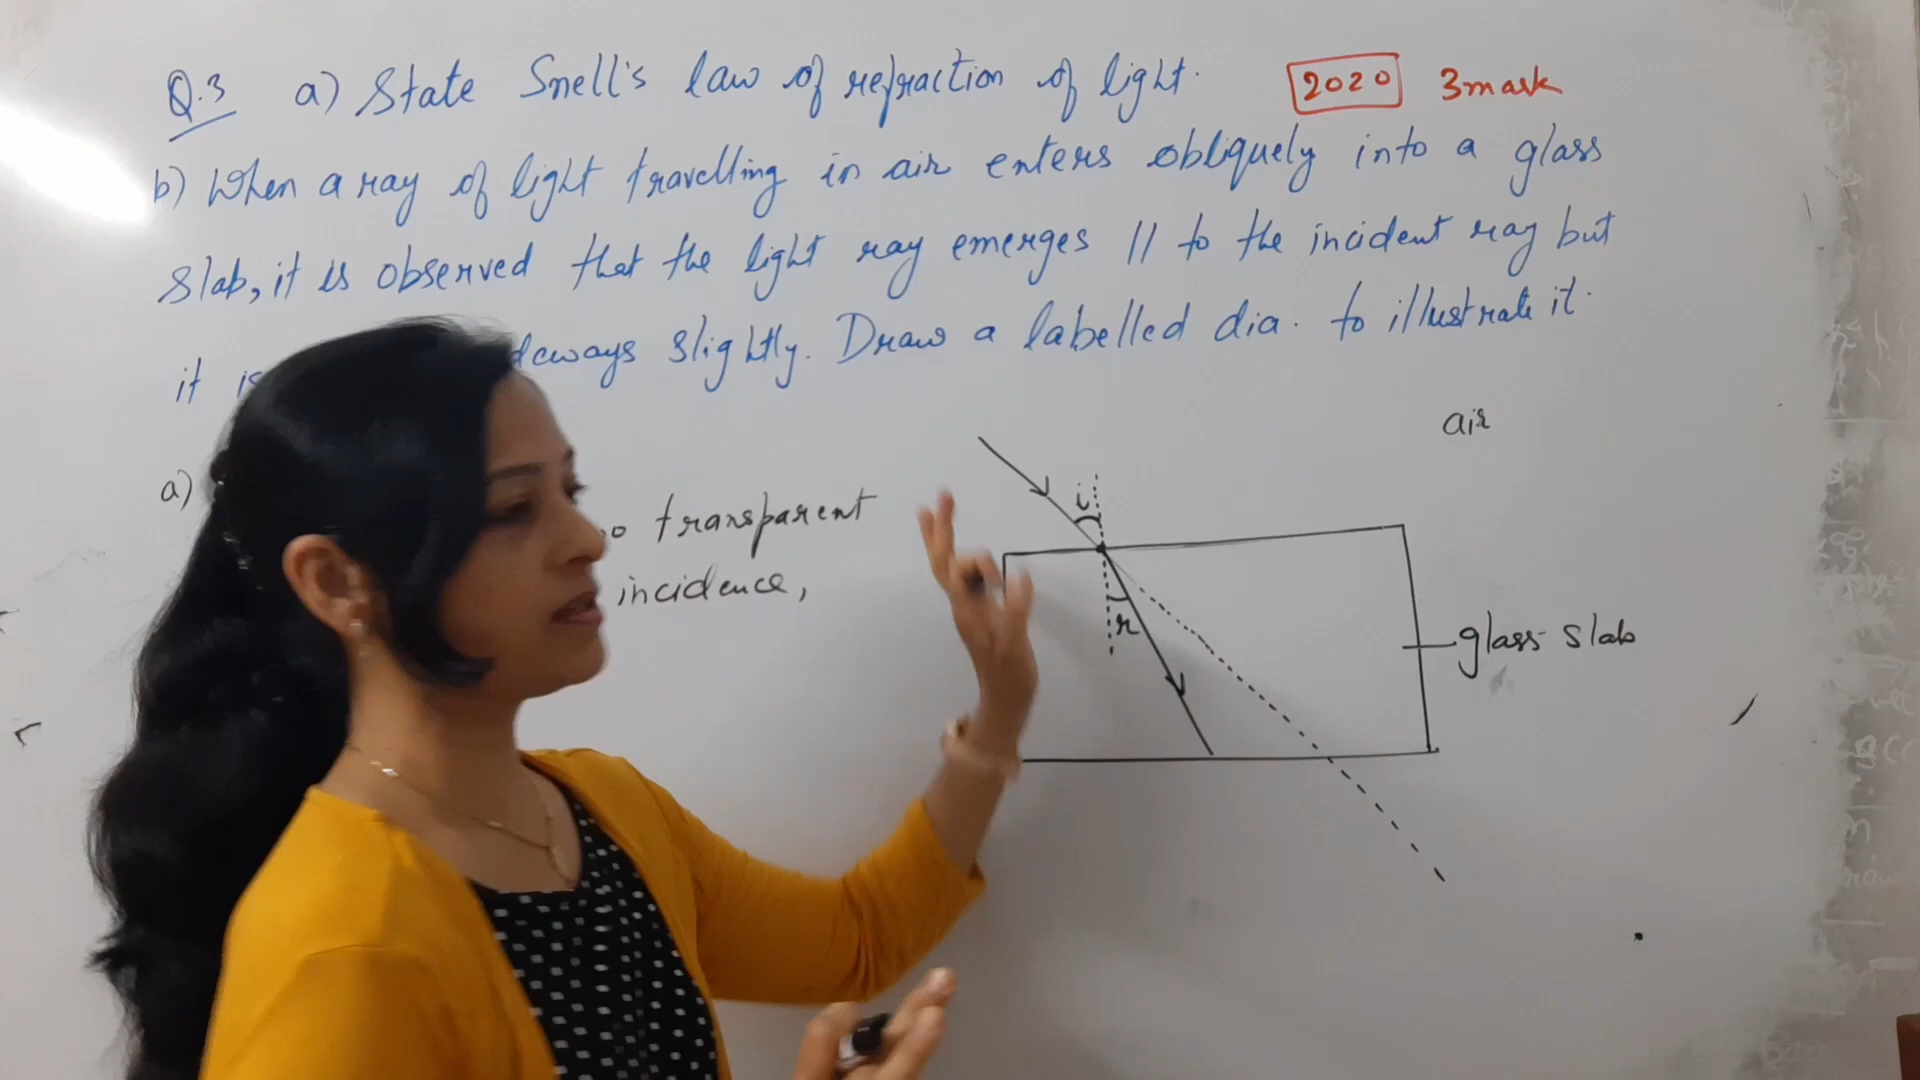 Q.3 a) State Snell's law of refraction of light. 2020 3mark
b) When a ray of light travelling in air enters obliquely into a glass
slab, it is observed that the light ray emerges // to the incident ray but
it is slightly. Draw a labelled dia. to illustrate it.
air
a) transparent
incidence,
i
r
glass slab